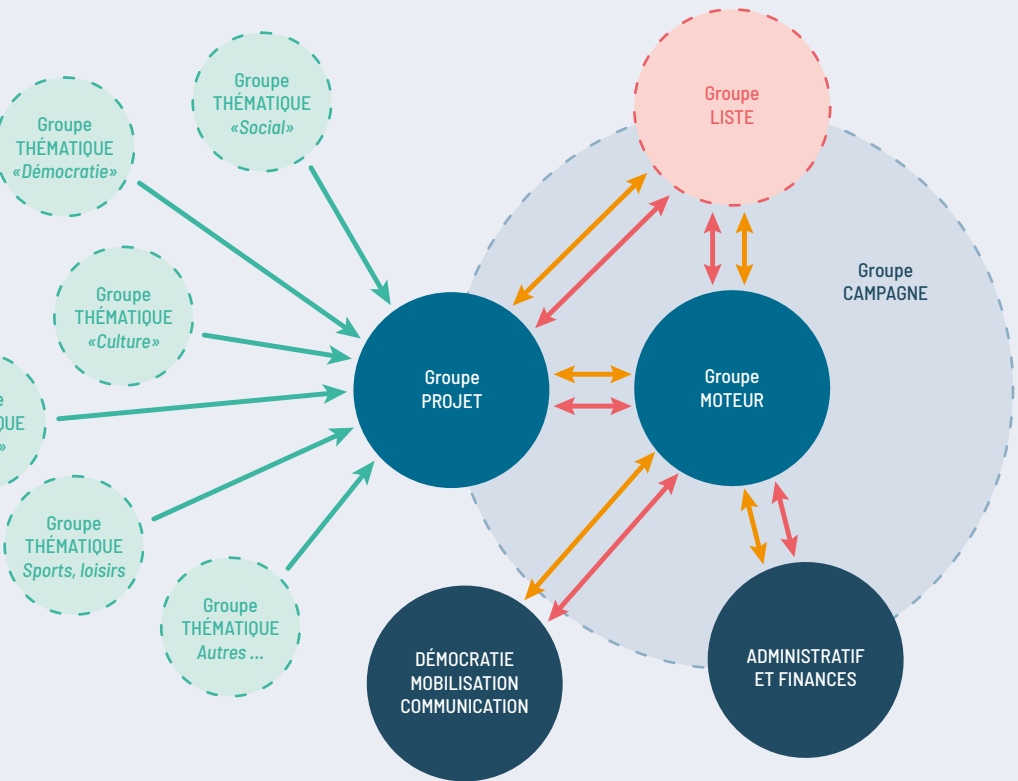 Groupe
THÉMATIQUE
«Social»
Groupe
THÉMATIQUE
«Démocratie»
Groupe
LISTE
Groupe
CAMPAGNE
Groupe
THÉMATIQUE
«Culture»
Groupe
PROJET
Groupe
MOTEUR
Groupe
THÉMATIQUE
Sports, loisirs
Groupe
THÉMATIQUE
Autres ...
DÉMOCRATIE
MOBILISATION
COMMUNICATION
ADMINISTRATIF
ET FINANCES